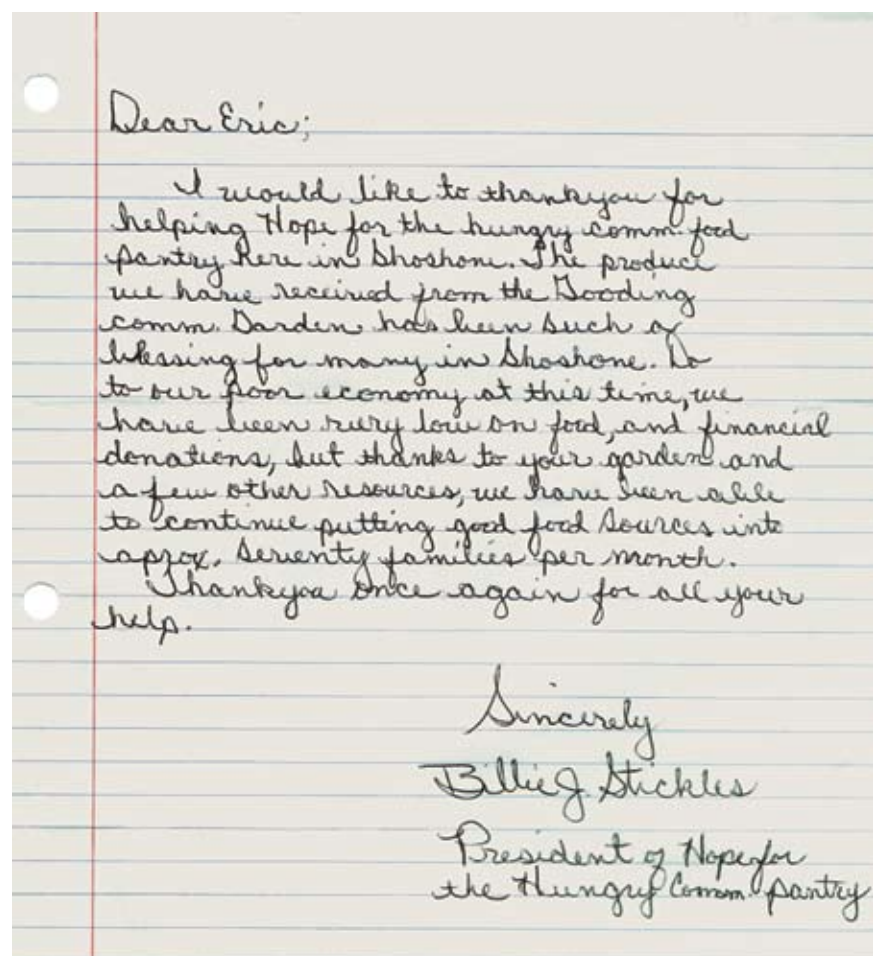 Dear Eric;
I would like to thankyou for
helping Hope for the hungry comm. food
pantry here in Shoshone. The produce
we have received from the Gooding
comm. Darden has been such a
blessing for many in Shoshone. Do
to our poor economy at this time, we
have been very low on food, and financial
donations, but thanks to your garden and
a few other resources, we have been able
to continue putting good food sources into
aprox. seventy families per month.
Thankyou once again for all your
help.
Sincerely
Billie J. Stickles
President of Hope for
the Hungry Comm. pantry